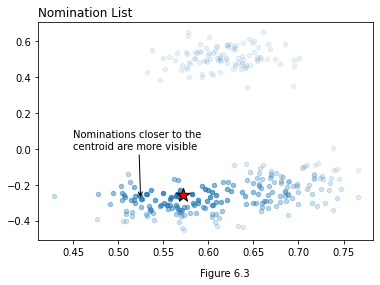 Nomination List
0.6
0.4
0.2
0.0
−0.2
−0.4
Nominations closer to the
centroid are more visible
0.45 0.50 0.55 0.60 0.65 0.70 0.75
Figure 6.3